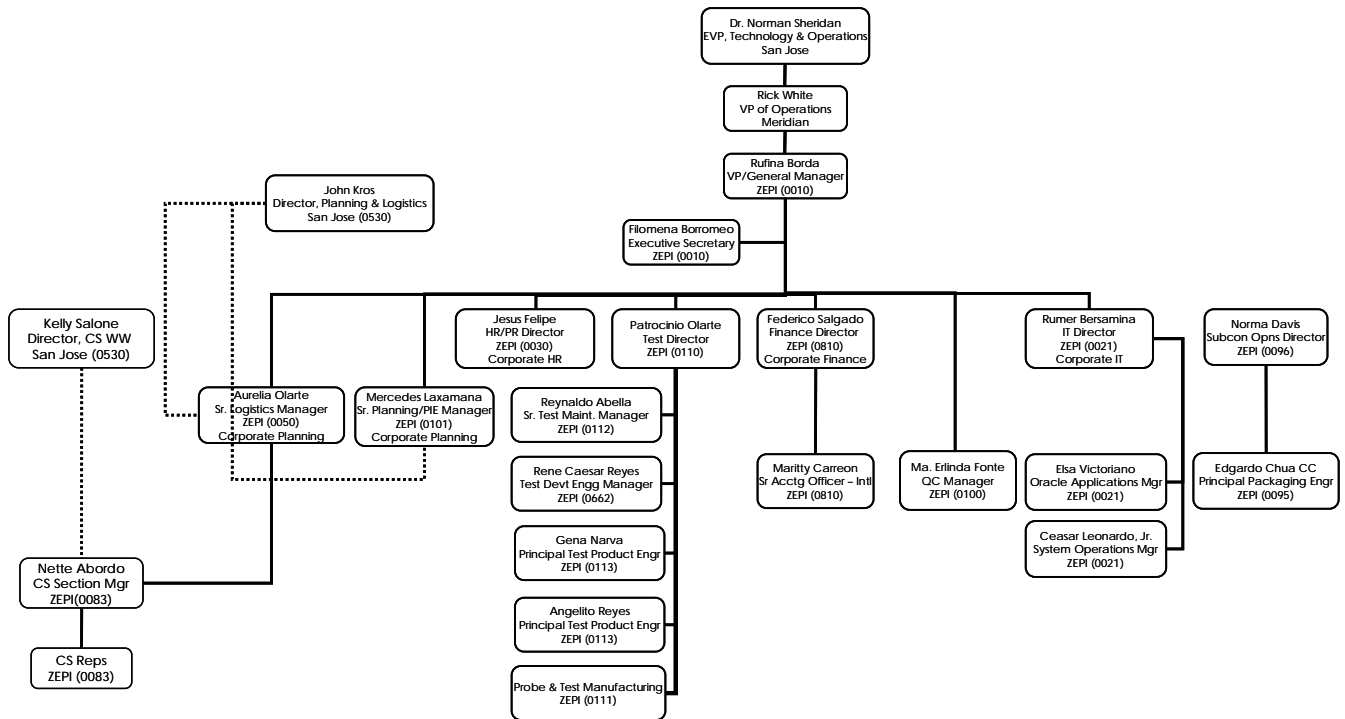 Dr. Norman Sheridan
EVP, Technology & Operations
San Jose
Rick White
VP of Operations
Meridian
Rufina Borda
VP/General Manager
ZEPI (0010)
John Kros
Director, Planning & Logistics
San Jose (0530)
Filomena Borromeo
Executive Secretary
ZEPI (0010)
Kelly Salone
Director, CS WW
San Jose (0530)
Jesus Felipe
HR/PR Director
ZEPI (0030)
Corporate HR
Patrocinio Olarte
Test Director
ZEPI (0110)
Federico Salgado
Finance Director
ZEPI (0810)
Corporate Finance
Rumer Bersamina
IT Director
ZEPI (0021)
Corporate IT
Norma Davis
Subcon Opns Director
ZEPI (0096)
Aurelia Olarte
Sr. Logistics Manager
ZEPI (0050)
Corporate Planning
Mercedes Laxamana
Sr. Planning/PIE Manager
ZEPI (0101)
Corporate Planning
Reynaldo Abella
Sr. Test Maint. Manager
ZEPI (0112)
Rene Caesar Reyes
Test Devt Engg Manager
ZEPI (0662)
Gena Narva
Principal Test Product Engr
ZEPI (0113)
Angelito Reyes
Principal Test Product Engr
ZEPI (0113)
Probe & Test Manufacturing
ZEPI (0111)
Maritty Carreon
Sr Acctg Officer – Intl
ZEPI (0810)
Ma. Erlinda Fonte
QC Manager
ZEPI (0100)
Elsa Victoriano
Oracle Applications Mgr
ZEPI (0021)
Ceasar Leonardo, Jr.
System Operations Mgr
ZEPI (0021)
Edgardo Chua CC
Principal Packaging Engr
ZEPI (0095)
Nette Abordo
CS Section Mgr
ZEPI(0083)
CS Reps
ZEPI (0083)